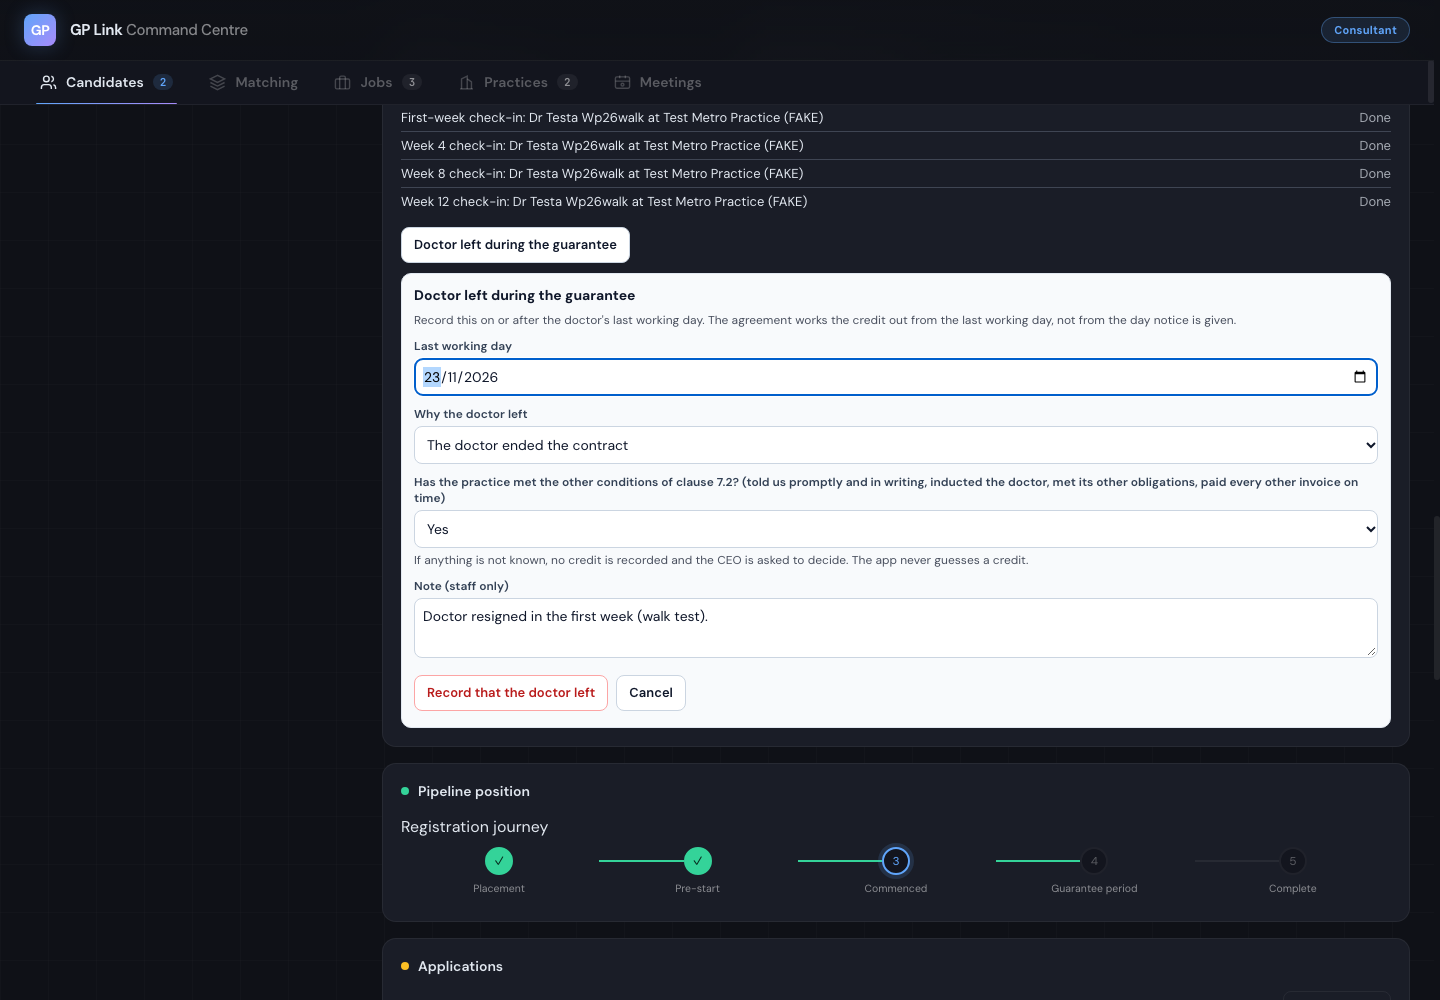 GP
GP Link Command Centre
Consultant
Candidates 2
Matching
Jobs 3
Practices 2
Meetings
First-week check-in: Dr Testa Wp26walk at Test Metro Practice (FAKE) Done
Week 4 check-in: Dr Testa Wp26walk at Test Metro Practice (FAKE) Done
Week 8 check-in: Dr Testa Wp26walk at Test Metro Practice (FAKE) Done
Week 12 check-in: Dr Testa Wp26walk at Test Metro Practice (FAKE) Done
Doctor left during the guarantee
Doctor left during the guarantee
Record this on or after the doctor's last working day. The agreement works the credit out from the last working day, not from the day notice is given.
Last working day
23/11/2026
Why the doctor left
The doctor ended the contract
Has the practice met the other conditions of clause 7.2? (told us promptly and in writing, inducted the doctor, met its other obligations, paid every other invoice on
time)
Yes
If anything is not known, no credit is recorded and the CEO is asked to decide. The app never guesses a credit.
Note (staff only)
Doctor resigned in the first week (walk test).
Record that the doctor left
Cancel
Pipeline position
Registration journey
3
4
5
Placement
Pre-start
Commenced
Guarantee period
Complete
Applications